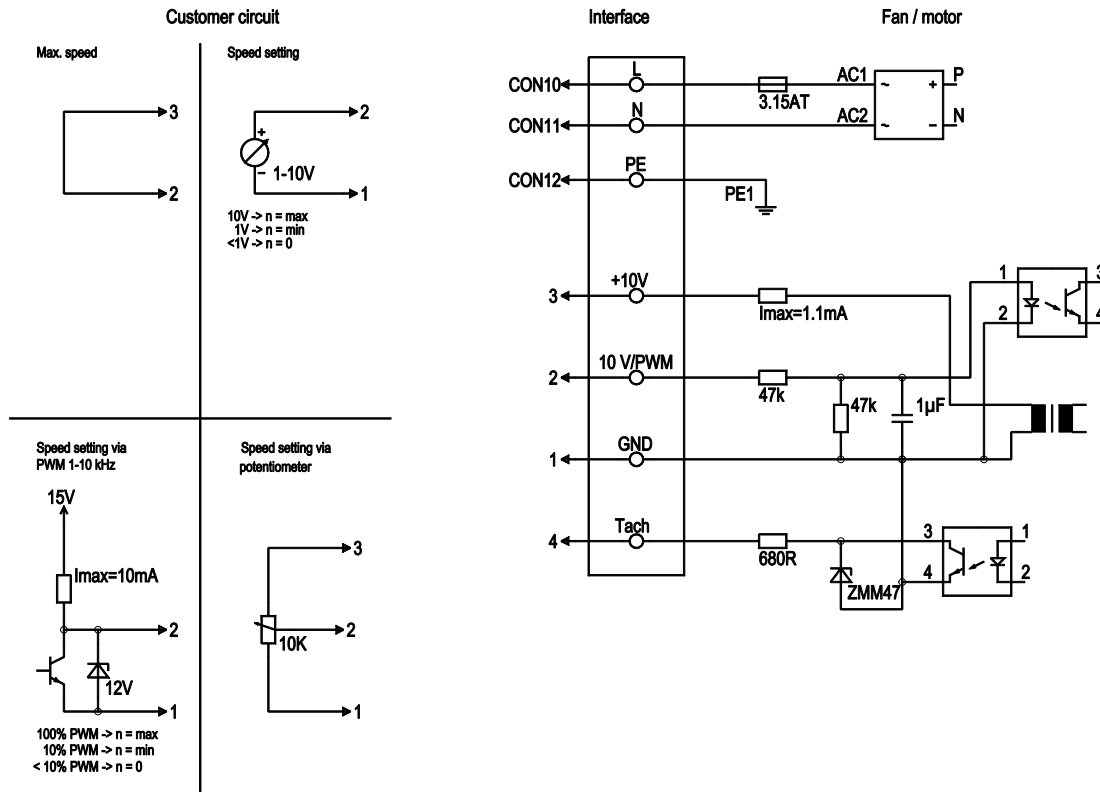 Customer circuit
Interface
Fan / motor
Max. speed
3
2
Speed setting
2
+
−
1-10V
1
10V -> n = max
1V -> n = min
<1V -> n = 0
Speed setting via
PWM 1-10 kHz
15V
Imax=10mA
2
12V
1
100% PWM -> n = max
10% PWM -> n = min
< 10% PWM -> n = 0
Speed setting via
potentiometer
3
2
10K
1
L
CON10
3.15AT
AC1
~
+
P
N
CON11
AC2
~
−
N
PE
CON12
PE1
+10V
3
Imax=1.1mA
1
3
2
4
10 V/PWM
2
47k
47k
1µF
GND
1
Tach
4
680R
3
1
4
2
ZMM47